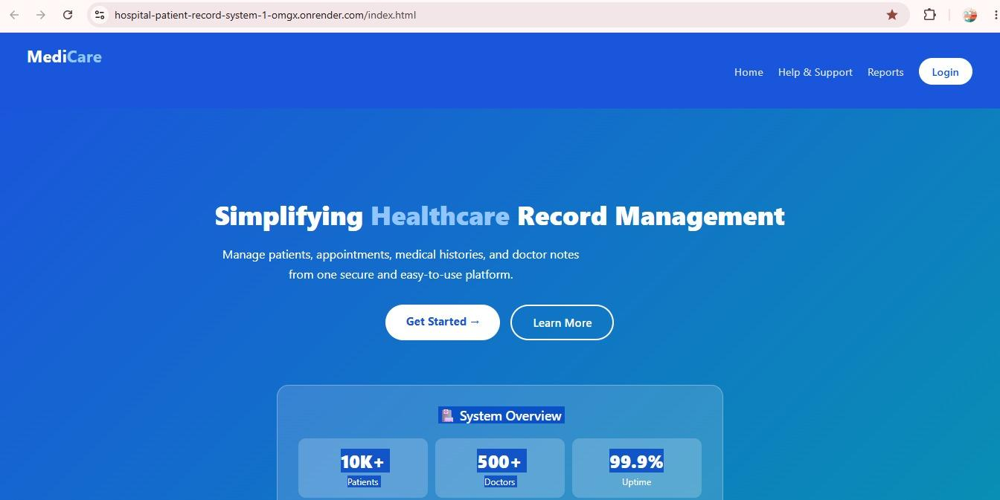 hospital-patient-record-system-1-omgx.onrender.com/index.html
MediCare
Home Help & Support Reports Login
Simplifying Healthcare Record Management
Manage patients, appointments, medical histories, and doctor notes
from one secure and easy-to-use platform.
Get Started → Learn More
System Overview
10K+ 500+ 99.9%
Patients Doctors Uptime